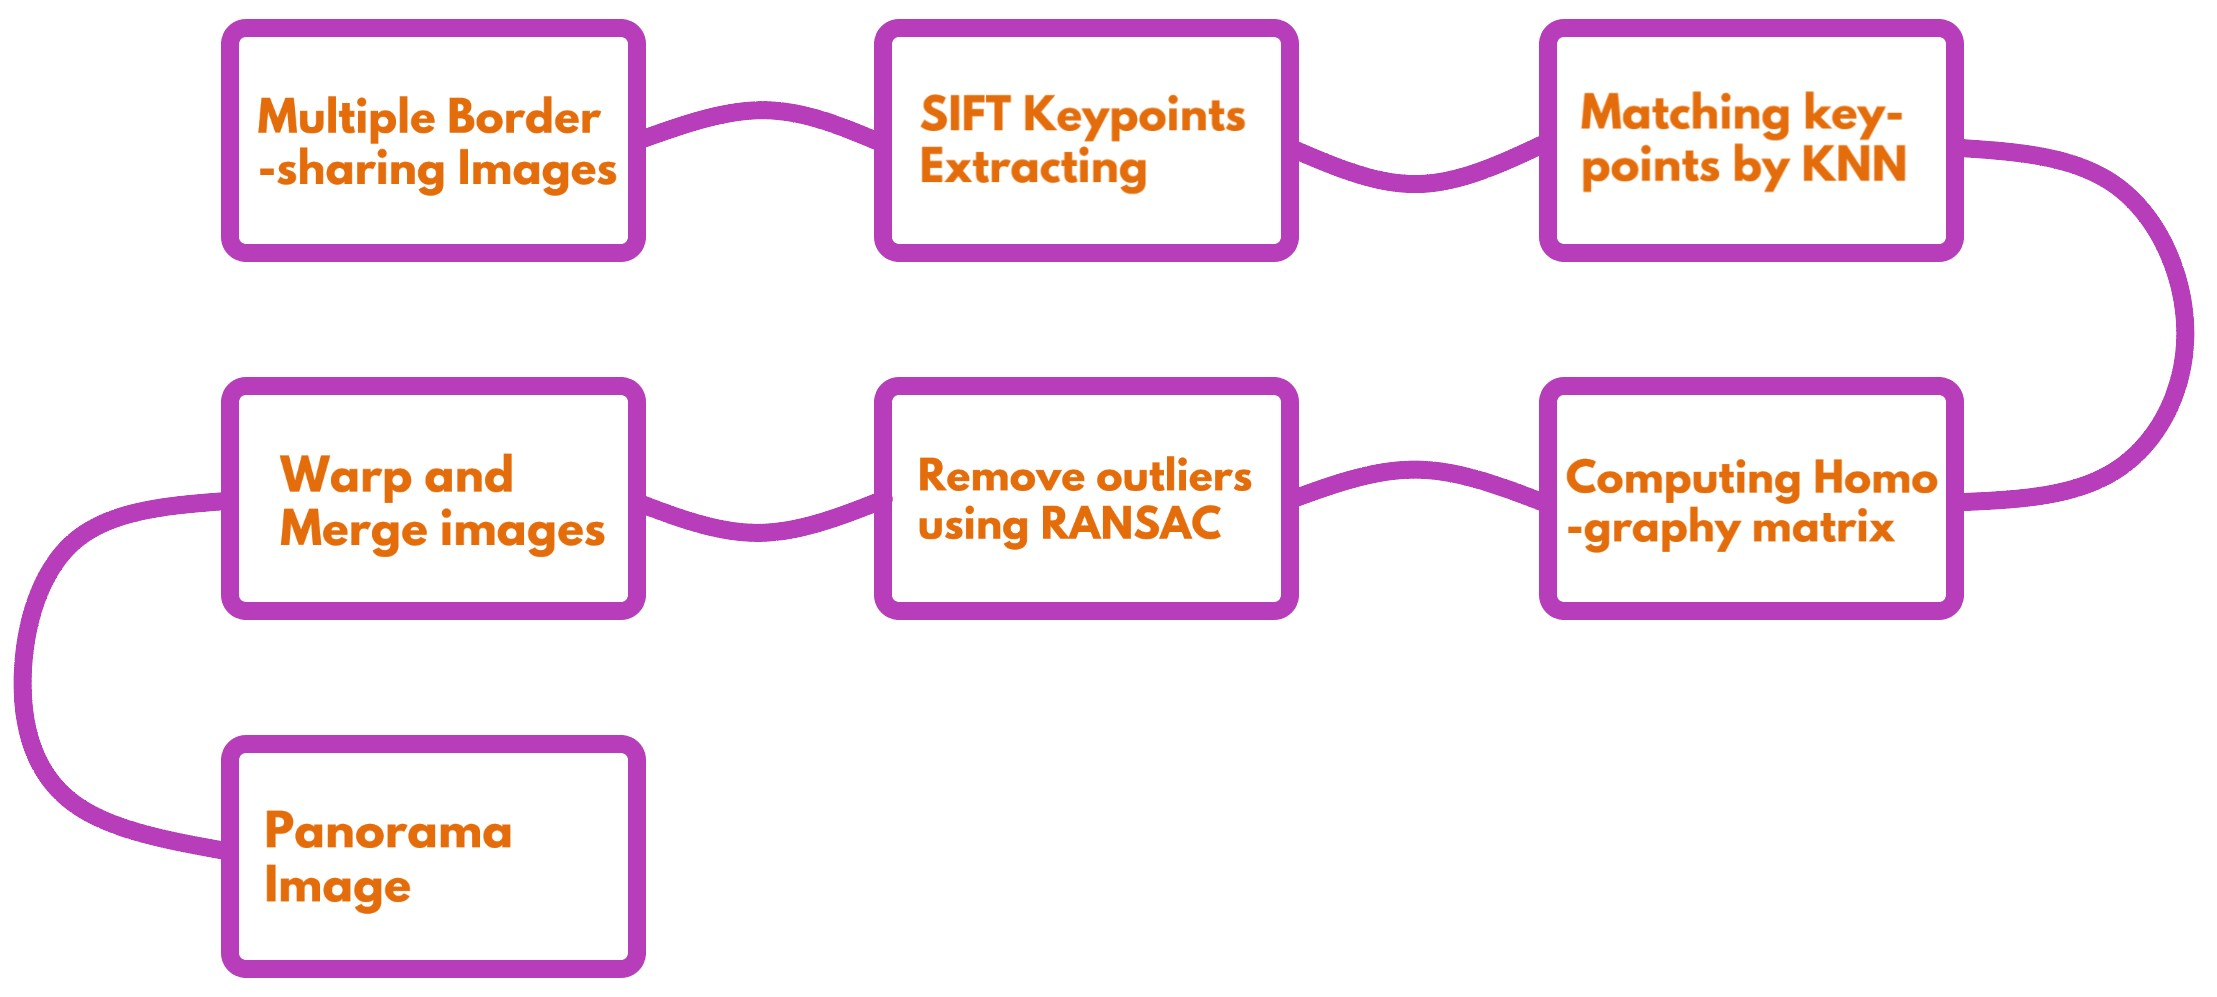 Multiple Border
-sharing Images
SIFT Keypoints
Extracting
Matching key-
points by KNN
Computing Homo
-graphy matrix
Remove outliers
using RANSAC
Warp and
Merge images
Panorama
Image